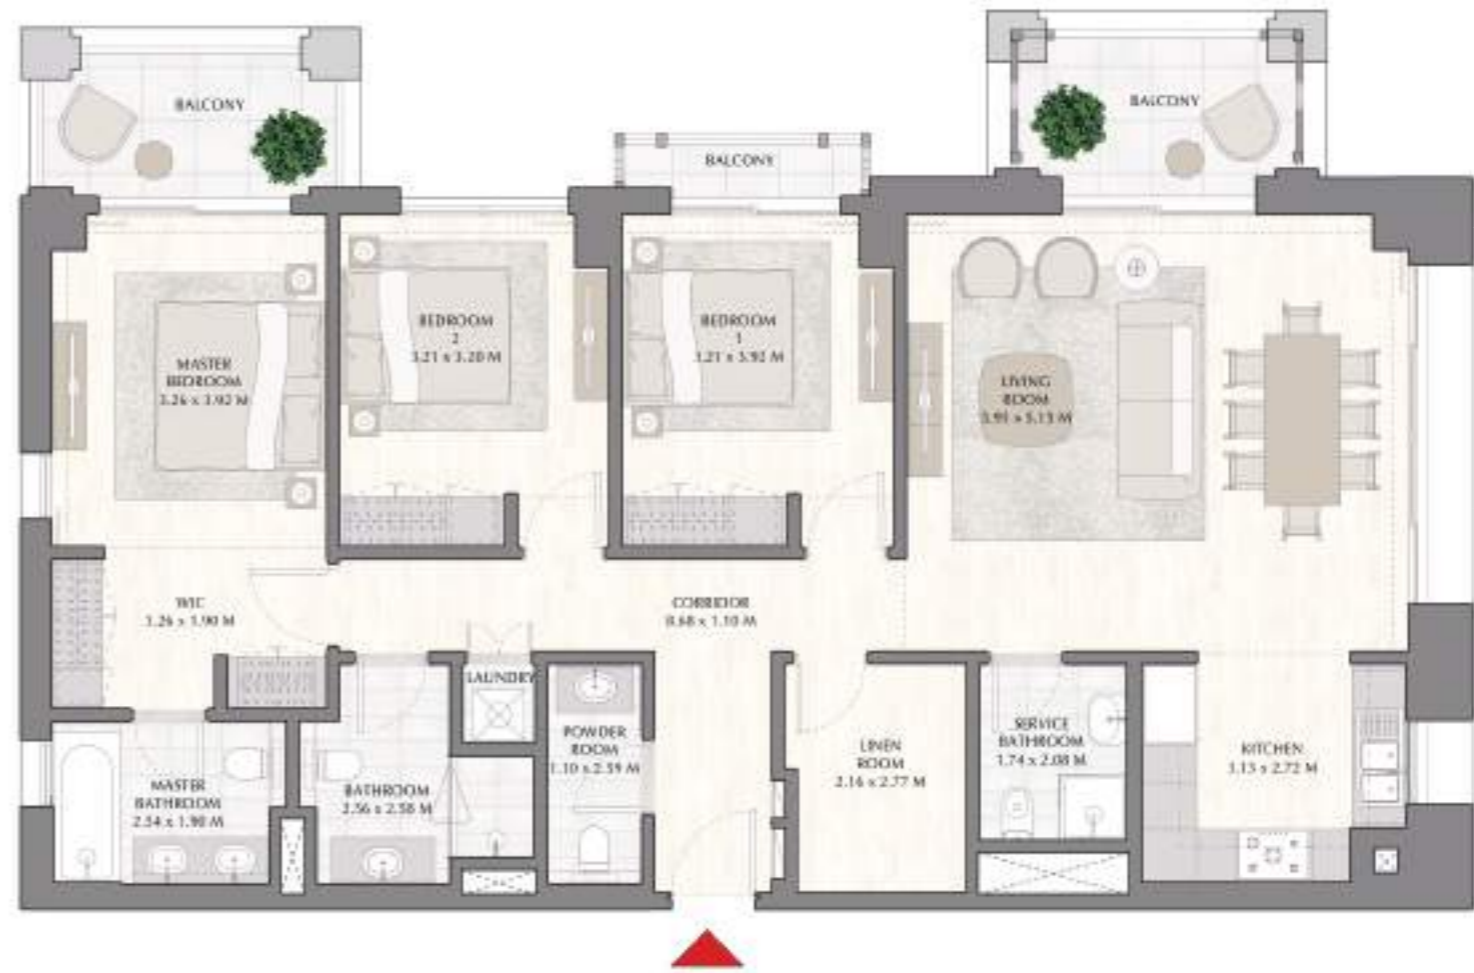 BALCONY
BALCONY
BALCONY
BEDROOM
2
3.21 x 3.20 M
BEDROOM
1
3.21 x 3.92 M
MASTER
BEDROOM
3.26 x 3.92 M
LIVING
ROOM
5.13 M
WIC
3.26 x 1.90 M
CORRIDOR
8.68 x 1.10 M
LAUNDRY
POWDER
ROOM
1.10 x 2.59 M
LINEN
ROOM
2.16 x 2.77 M
SERVICE
BATHROOM
1.74 x 2.08 M
KITCHEN
3.13 x 2.72 M
MASTER
BATHROOM
2.54 x 1.90 M
BATHROOM
2.56 x 2.58 M